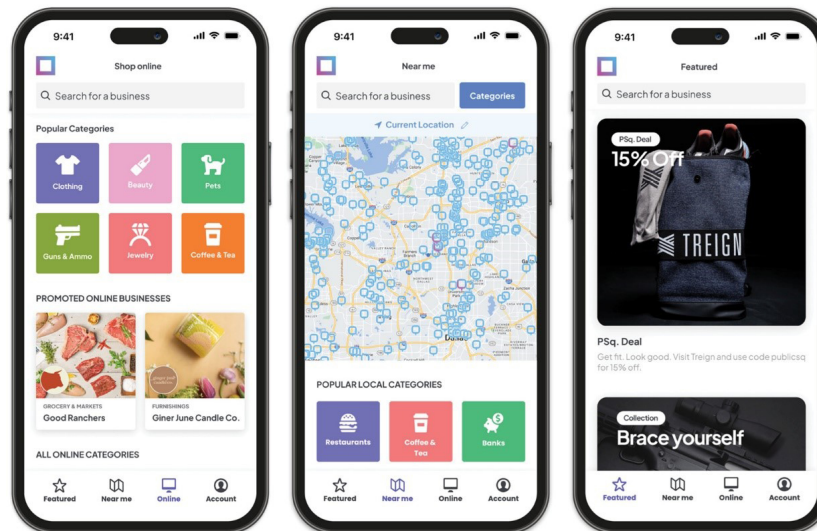 9:41
Shop online
Search for a business
Popular Categories
Clothing
Beauty
Pets
Guns & Ammo
Jewelry
Coffee & Tea
PROMOTED ONLINE BUSINESSES
GROCERY & MARKETS
Good Ranchers
FURNISHINGS
Giner June Candle Co.
ALL ONLINE CATEGORIES
Featured
Near me
Online
Account
9:41
Near me
Search for a business
Categories
Current Location
POPULAR LOCAL CATEGORIES
Restaurants
Coffee &
Tea
Banks
Featured
Near me
Online
Account
9:41
Featured
Search for a business
PSq. Deal
15% Off
TREIGN
PSq. Deal
Get fit. Look good. Visit Treign and use code publicsq
for 15% off.
Collection
Brace yourself
Featured
Near me
Online
Account